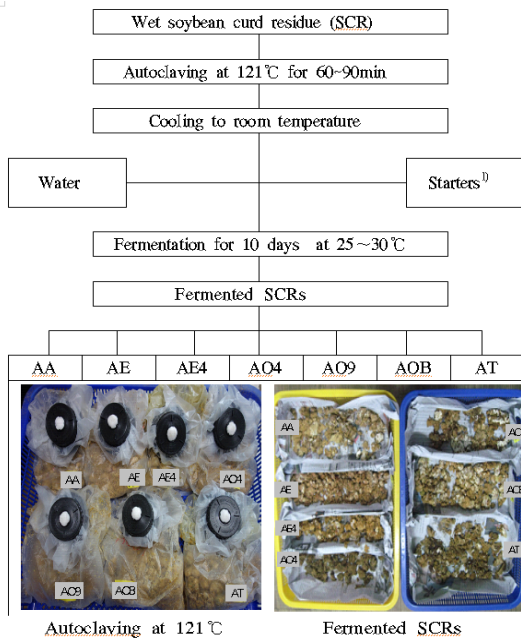 Wet soybean curd residue (SCR)
Autoclaving at 121℃ for 60~90min
Cooling to room temperature
Water
Starters1)
Fermentation for 10 days at 25~30℃
Fermented SCRs
AA AE AE4 AO4 AO9 AOB AT
AA
AE
AE4
AO4
AO9
AOB
AT
AA
AE
AE4
AO4
AO
AOB
AT
Autoclaving at 121℃ Fermented SCRs